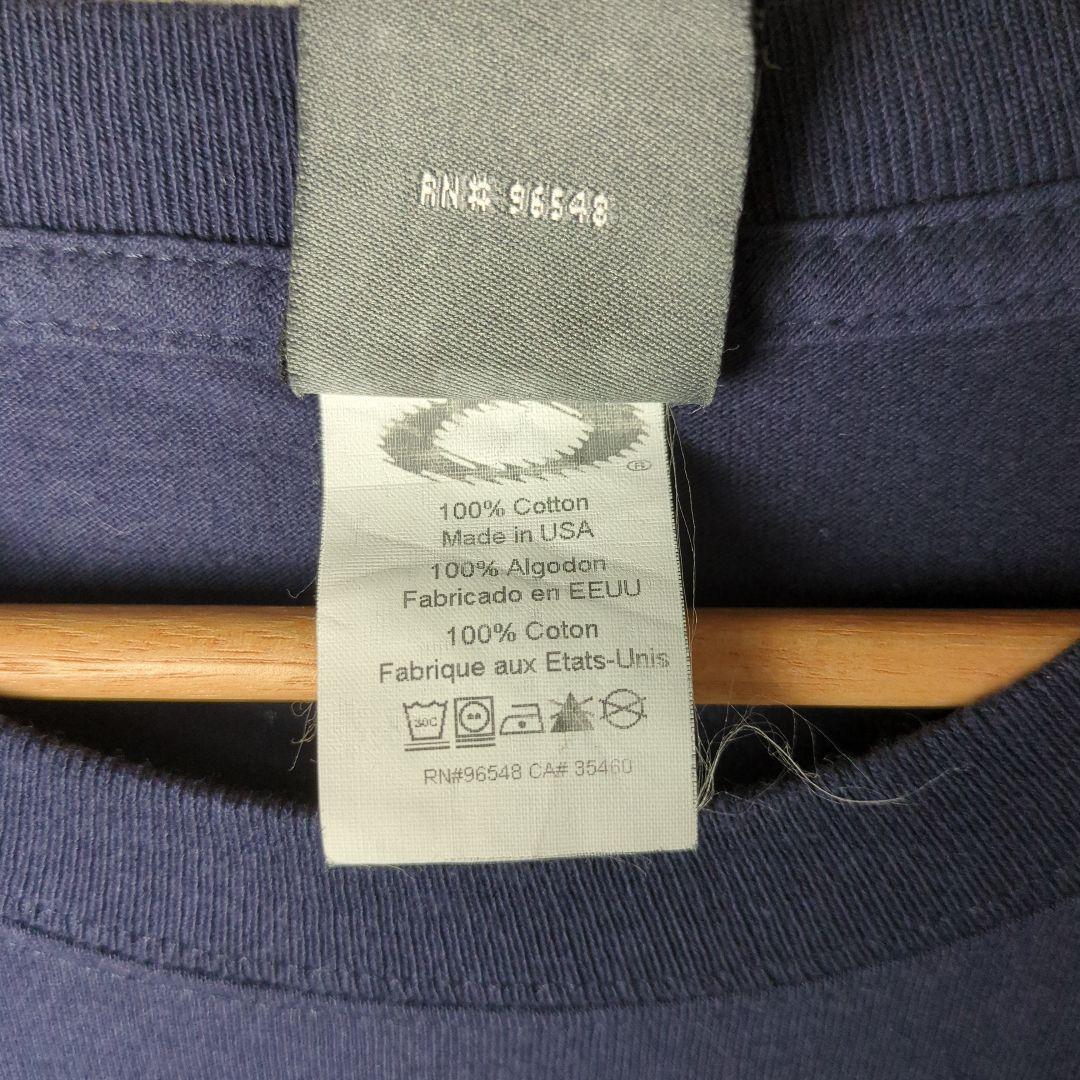 RN# 96548
®
100% Cotton
Made in USA
100% Algodon
Fabricado en EEUU
100% Coton
Fabrique aux Etats-Unis
30C
RN#96548 CA# 35460